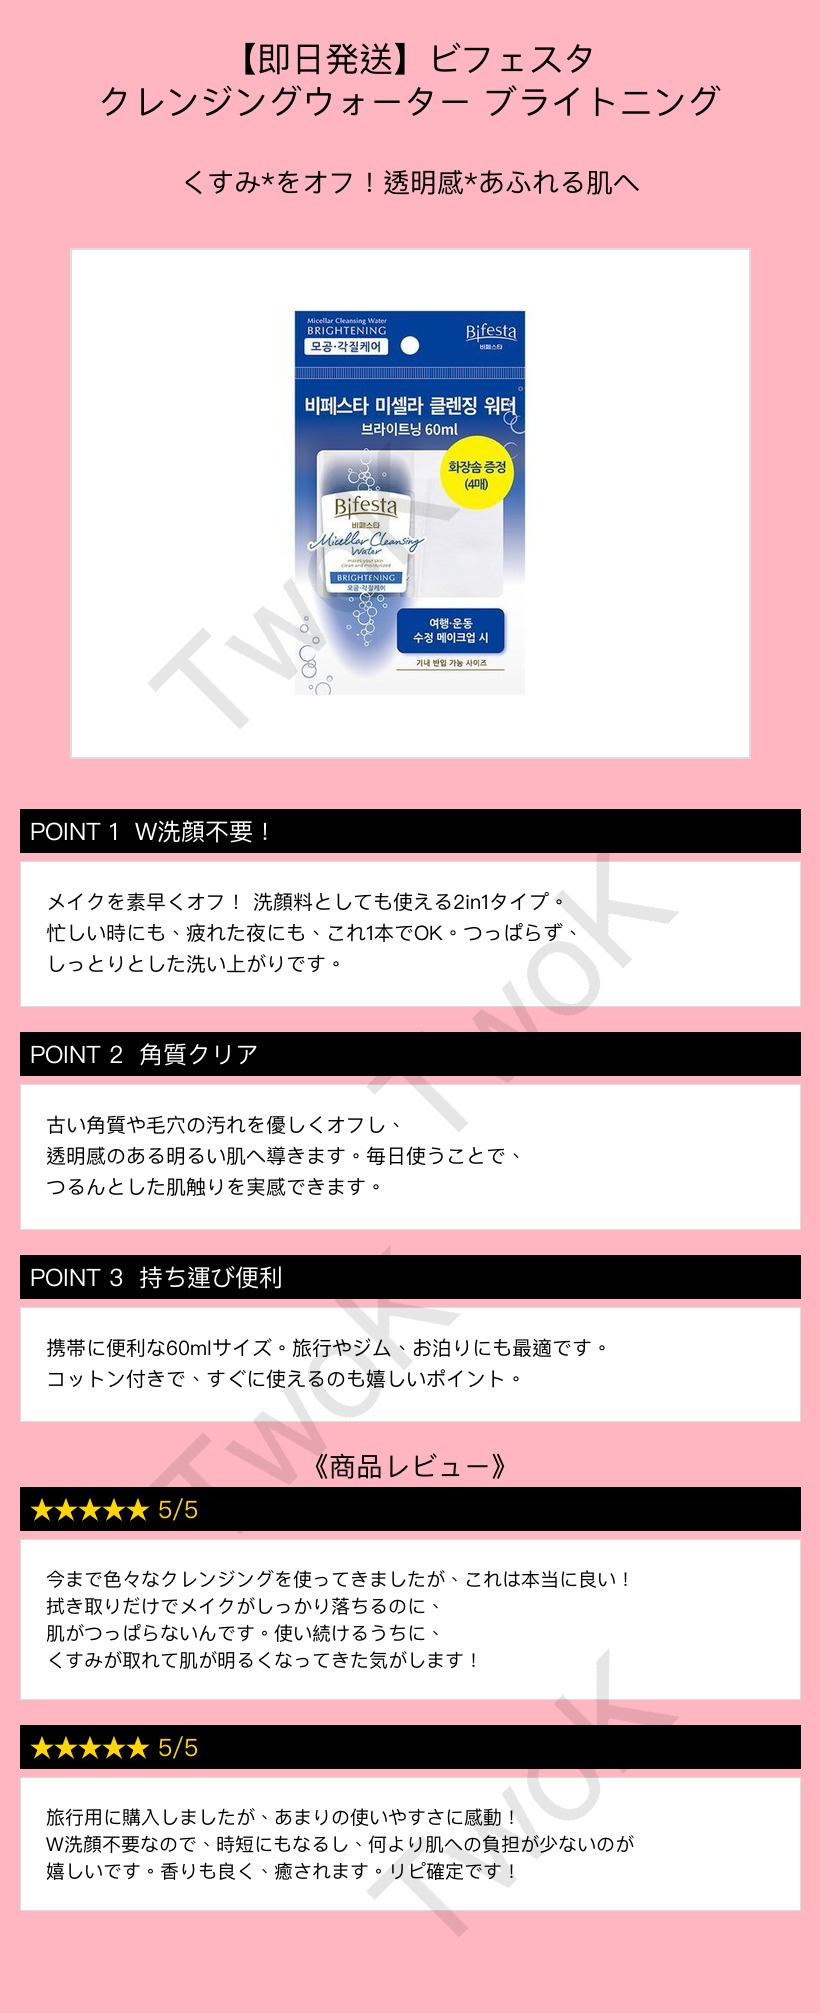 【即日発送】ビフェスタ
クレンジングウォーター ブライトニング
くすみ*をオフ！透明感*あふれる肌へ
Micellar Cleansing Water
BRIGHTENING
모공·각질케어
Bifesta
비페스타
비페스타 미셀라 클렌징 워터
브라이트닝 60ml
화장솜 증정
(4매)
Bifesta
비페스타
Micellar Cleansing
Water
makes your skin
clean and moisturized
BRIGHTENING
모공·각질케어
여행·운동
수정 메이크업 시
기내 반입 가능 사이즈
TwoK
POINT 1 W洗顔不要！
メイクを素早くオフ！ 洗顔料としても使える2in1タイプ。
忙しい時にも、疲れた夜にも、これ1本でOK。つっぱらず、
しっとりとした洗い上がりです。
TwoK
POINT 2 角質クリア
古い角質や毛穴の汚れを優しくオフし、
透明感のある明るい肌へ導きます。毎日使うことで、
つるんとした肌触りを実感できます。
POINT 3 持ち運び便利
携帯に便利な60mlサイズ。旅行やジム、お泊りにも最適です。
コットン付きで、すぐに使えるのも嬉しいポイント。
TwoK
《商品レビュー》
★★★★★ 5/5
今まで色々なクレンジングを使ってきましたが、これは本当に良い！
拭き取りだけでメイクがしっかり落ちるのに、
肌がつっぱらないんです。使い続けるうちに、
くすみが取れて肌が明るくなってきた気がします！
★★★★★ 5/5
旅行用に購入しましたが、あまりの使いやすさに感動！
W洗顔不要なので、時短にもなるし、何より肌への負担が少ないのが
嬉しいです。香りも良く、癒されます。リピ確定です！
TwoK